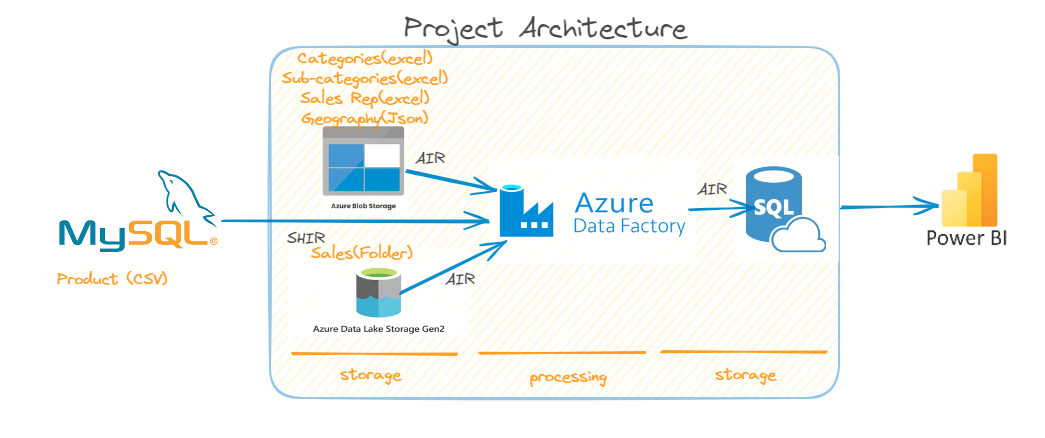 Project Architecture
Categories(excel)
Sub-categories(excel)
Sales Rep(excel)
Geography(Json)
AIR
Azure Blob Storage
MySQL®
Product (CSV)
SHIR
Sales(Folder)
AIR
Azure Data Lake Storage Gen2
Azure
Data Factory
AIR
SQL
Power BI
storage
processing
storage